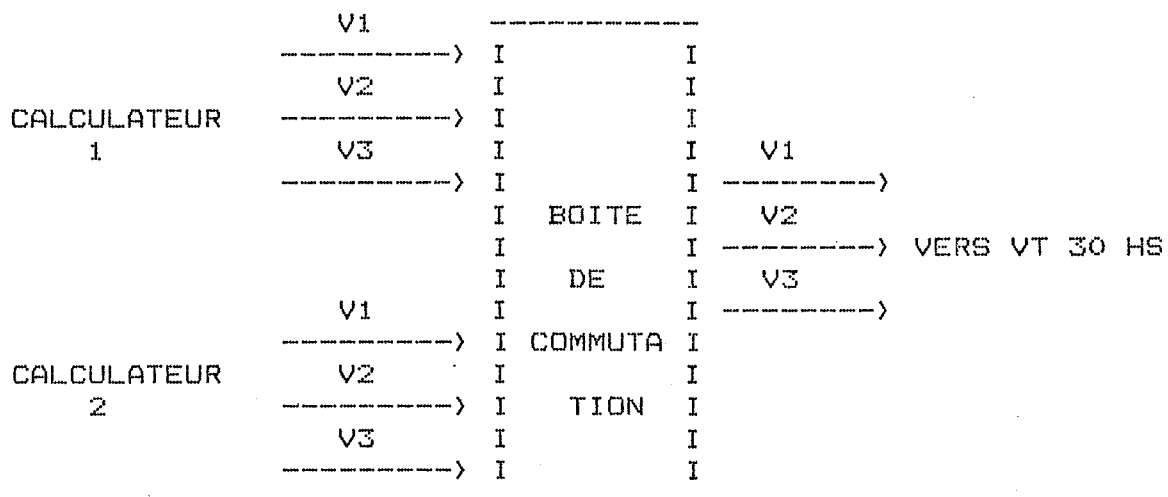 V1
V2
CALCULATEUR
1 V3 V1
BOITE V2
VERS VT 30 HS
DE V3
V1
COMMUTA
CALCULATEUR V2
2 TION
V3